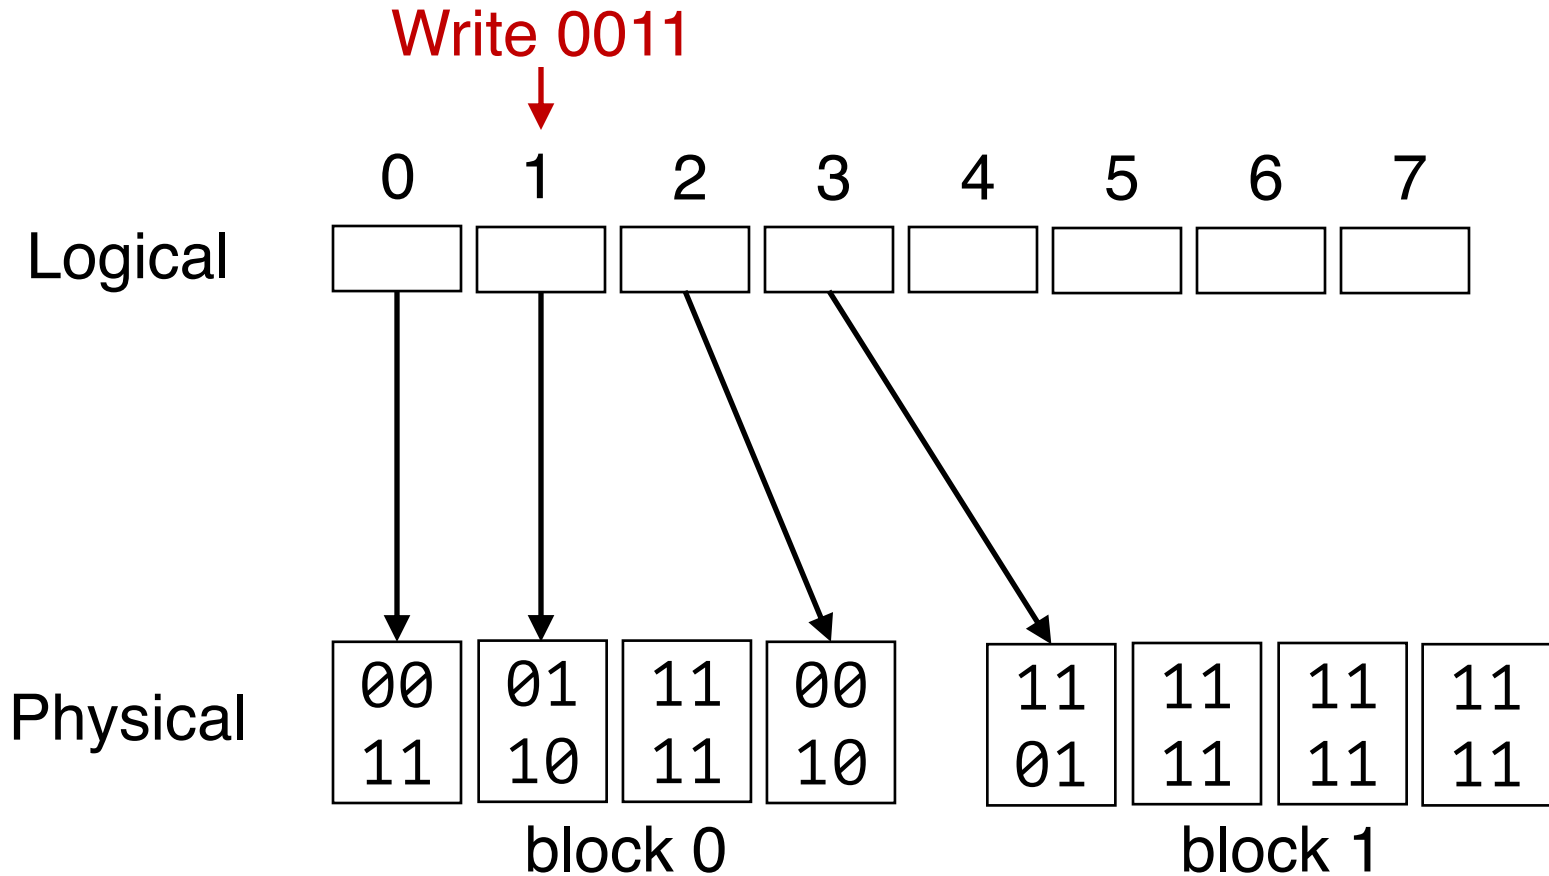 Write 0011
0 1 2 3 4 5 6 7
Logical
00 01 11 00 11 11 11 11
Physical
11 10 11 10 01 11 11 11
block 0 block 1